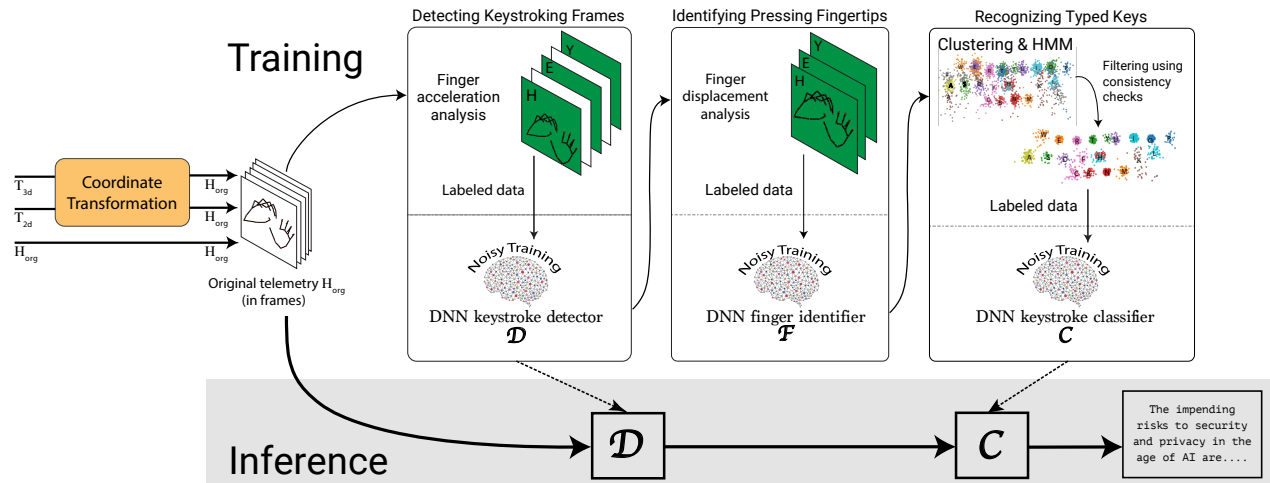 Training
Detecting Keystroking Frames
Identifying Pressing Fingertips
Recognizing Typed Keys
T3d
T2d
Horg
Coordinate
Transformation
Horg
Horg
Horg
Original telemetry Horg
(in frames)
Finger
acceleration
analysis
Y
E
H
Labeled data
Noisy Training
DNN keystroke detector
𝒟
Finger
displacement
analysis
Y
E
H
Labeled data
Noisy Training
DNN finger identifier
ℱ
Clustering & HMM
Filtering using
consistency
checks
Labeled data
Noisy Training
DNN keystroke classifier
𝒞
Inference
𝒟
𝒞
The impending
risks to security
and privacy in the
age of AI are....